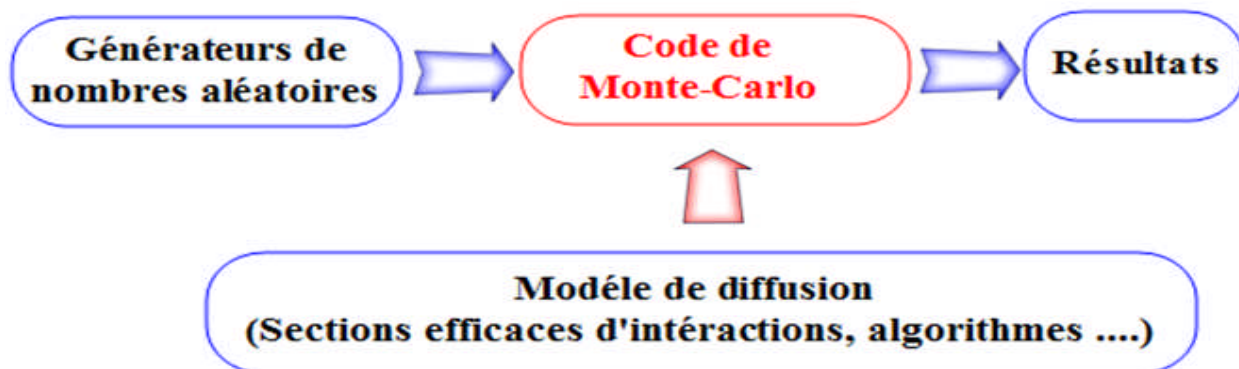 Générateurs de
nombres aléatoires
Code de
Monte-Carlo
Résultats
Modéle de diffusion
(Sections efficaces d'intéractions, algorithmes ....)